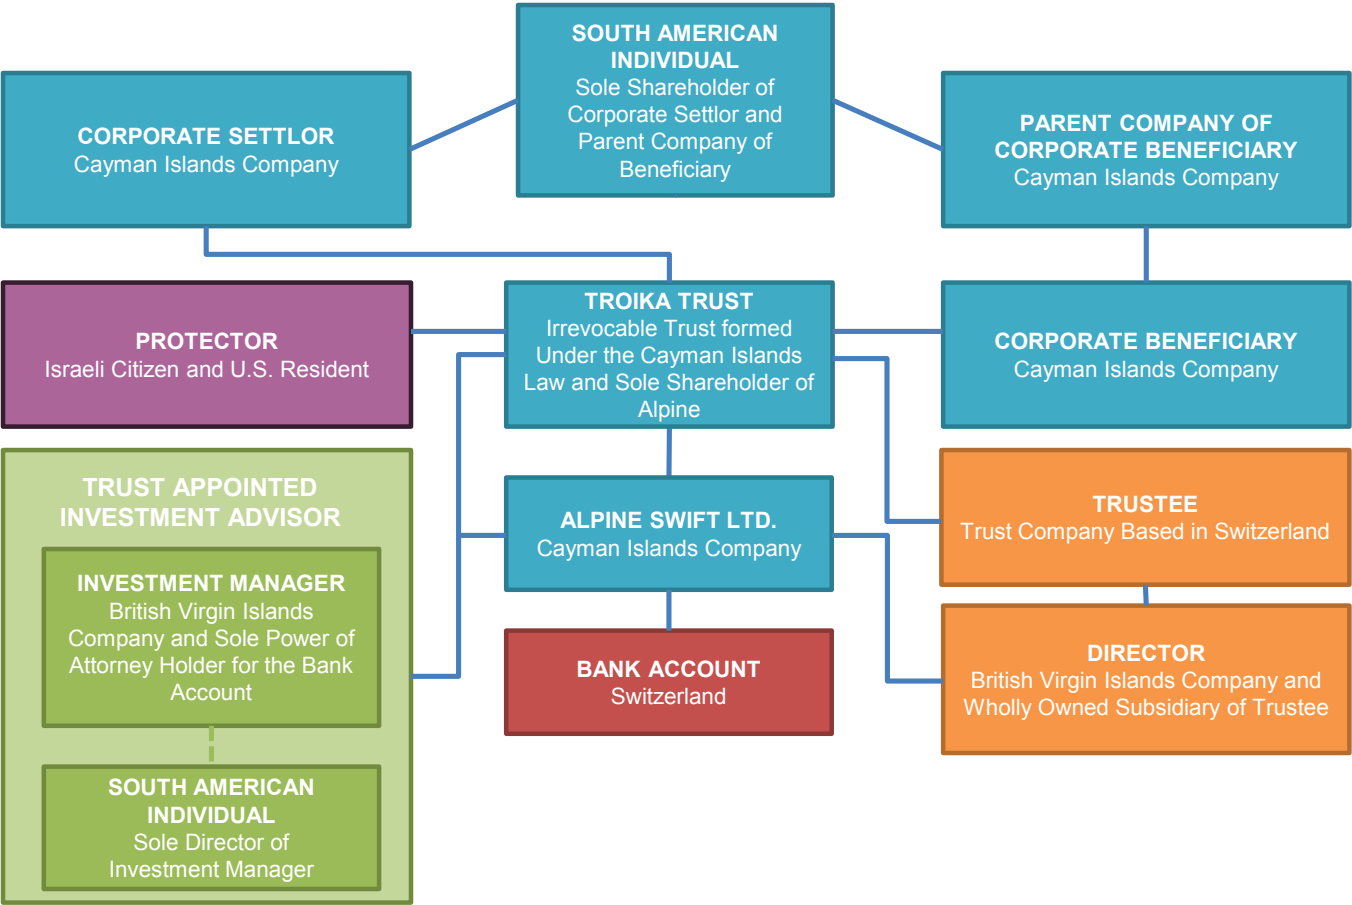 SOUTH AMERICAN
INDIVIDUAL
Sole Shareholder of
Corporate Settlor and
Parent Company of
Beneficiary
CORPORATE SETTLOR
Cayman Islands Company
PARENT COMPANY OF
CORPORATE BENEFICIARY
Cayman Islands Company
PROTECTOR
Israeli Citizen and U.S. Resident
TROIKA TRUST
Irrevocable Trust formed
Under the Cayman Islands
Law and Sole Shareholder of
Alpine
CORPORATE BENEFICIARY
Cayman Islands Company
TRUST APPOINTED
INVESTMENT ADVISOR
INVESTMENT MANAGER
British Virgin Islands
Company and Sole Power of
Attorney Holder for the Bank
Account
SOUTH AMERICAN
INDIVIDUAL
Sole Director of
Investment Manager
ALPINE SWIFT LTD.
Cayman Islands Company
BANK ACCOUNT
Switzerland
TRUSTEE
Trust Company Based in Switzerland
DIRECTOR
British Virgin Islands Company and
Wholly Owned Subsidiary of Trustee